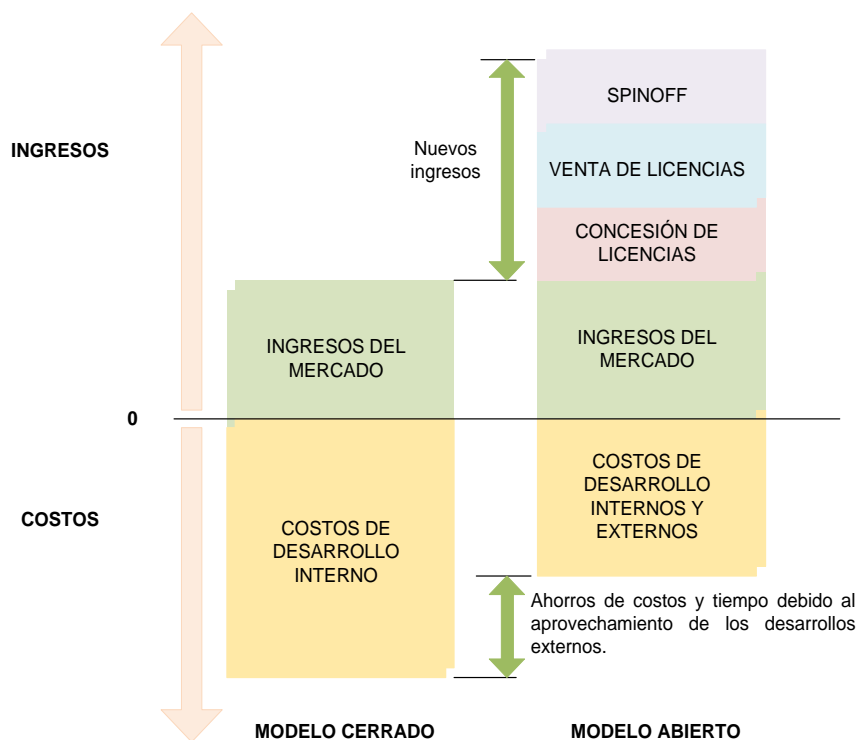 SPINOFF
INGRESOS
Nuevos
ingresos
VENTA DE LICENCIAS
CONCESIÓN DE
LICENCIAS
INGRESOS DEL
MERCADO
INGRESOS DEL
MERCADO
0
COSTOS
COSTOS DE
DESARROLLO
INTERNO
COSTOS DE
DESARROLLO
INTERNOS Y
EXTERNOS
Ahorros de costos y tiempo debido al
aprovechamiento de los desarrollos
externos.
MODELO CERRADO
MODELO ABIERTO